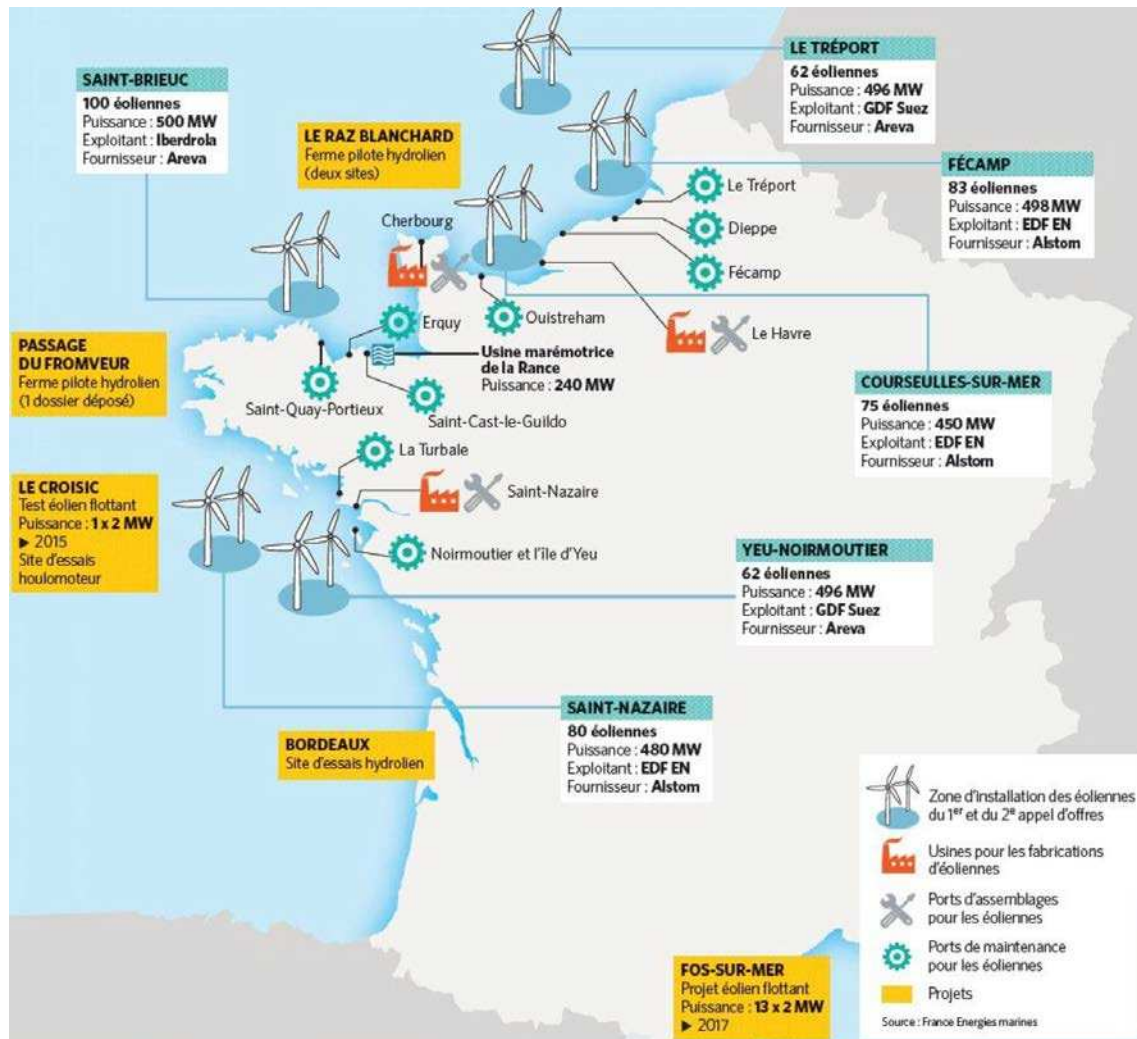 LE TRÉPORT
62 éoliennes
Puissance : 496 MW
Exploitant : GDF Suez
Fournisseur : Areva
SAINT-BRIEUC
100 éoliennes
Puissance : 500 MW
Exploitant : Iberdrola
Fournisseur : Areva
LE RAZ BLANCHARD
Ferme pilote hydrolien
(deux sites)
FÉCAMP
83 éoliennes
Puissance : 498 MW
Exploitant : EDF EN
Fournisseur : Alstom
Le Tréport
Dieppe
Fécamp
Cherbourg
Ouistreham
Le Havre
Erquy
Usine marémotrice
de la Rance
Puissance : 240 MW
PASSAGE
DU FROMVEUR
Ferme pilote hydrolien
(1 dossier déposé)
Saint-Quay-Portieux
Saint-Cast-le-Guildo
COURSEULLES-SUR-MER
75 éoliennes
Puissance : 450 MW
Exploitant : EDF EN
Fournisseur : Alstom
La Turbale
LE CROISIC
Test éolien flottant
Puissance : 1 x 2 MW
▶ 2015
Site d'essais
houlomoteur
Saint-Nazaire
Noirmoutier et l'île d'Yeu
YEU-NOIRMOUTIER
62 éoliennes
Puissance : 496 MW
Exploitant : GDF Suez
Fournisseur : Areva
SAINT-NAZAIRE
80 éoliennes
Puissance : 480 MW
Exploitant : EDF EN
Fournisseur : Alstom
BORDEAUX
Site d'essais hydrolien
Zone d'installation des éoliennes
du 1er et du 2e appel d'offres
Usines pour les fabrications
d'éoliennes
Ports d'assemblages
pour les éoliennes
Ports de maintenance
pour les éoliennes
Projets
Source : France Energies marines
FOS-SUR-MER
Projet éolien flottant
Puissance : 13 x 2 MW
▶ 2017